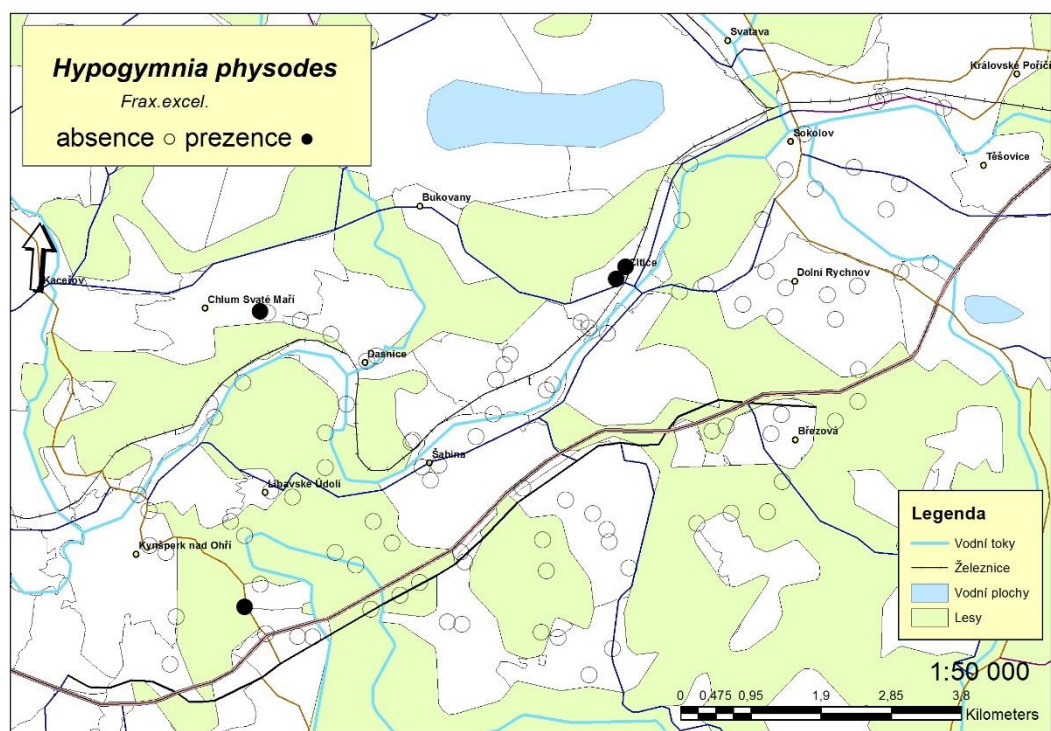 Hypogymnia physodes
Frax.excel.
absence ○ prezence ●
Svatava
Královské Poříčí
Sokolov
Těšovice
Bukovany
Citice
Dolní Rychnov
Kaceřov
Chlum Svaté Maří
Dasnice
t
Březová
Šabina
Libavské Údolí
Kynšperk nad Ohří
Legenda
Vodní toky
Železnice
Vodní plochy
Lesy
1:50 000
0 0,475 0,95 1,9 2,85 3,8
Kilometers